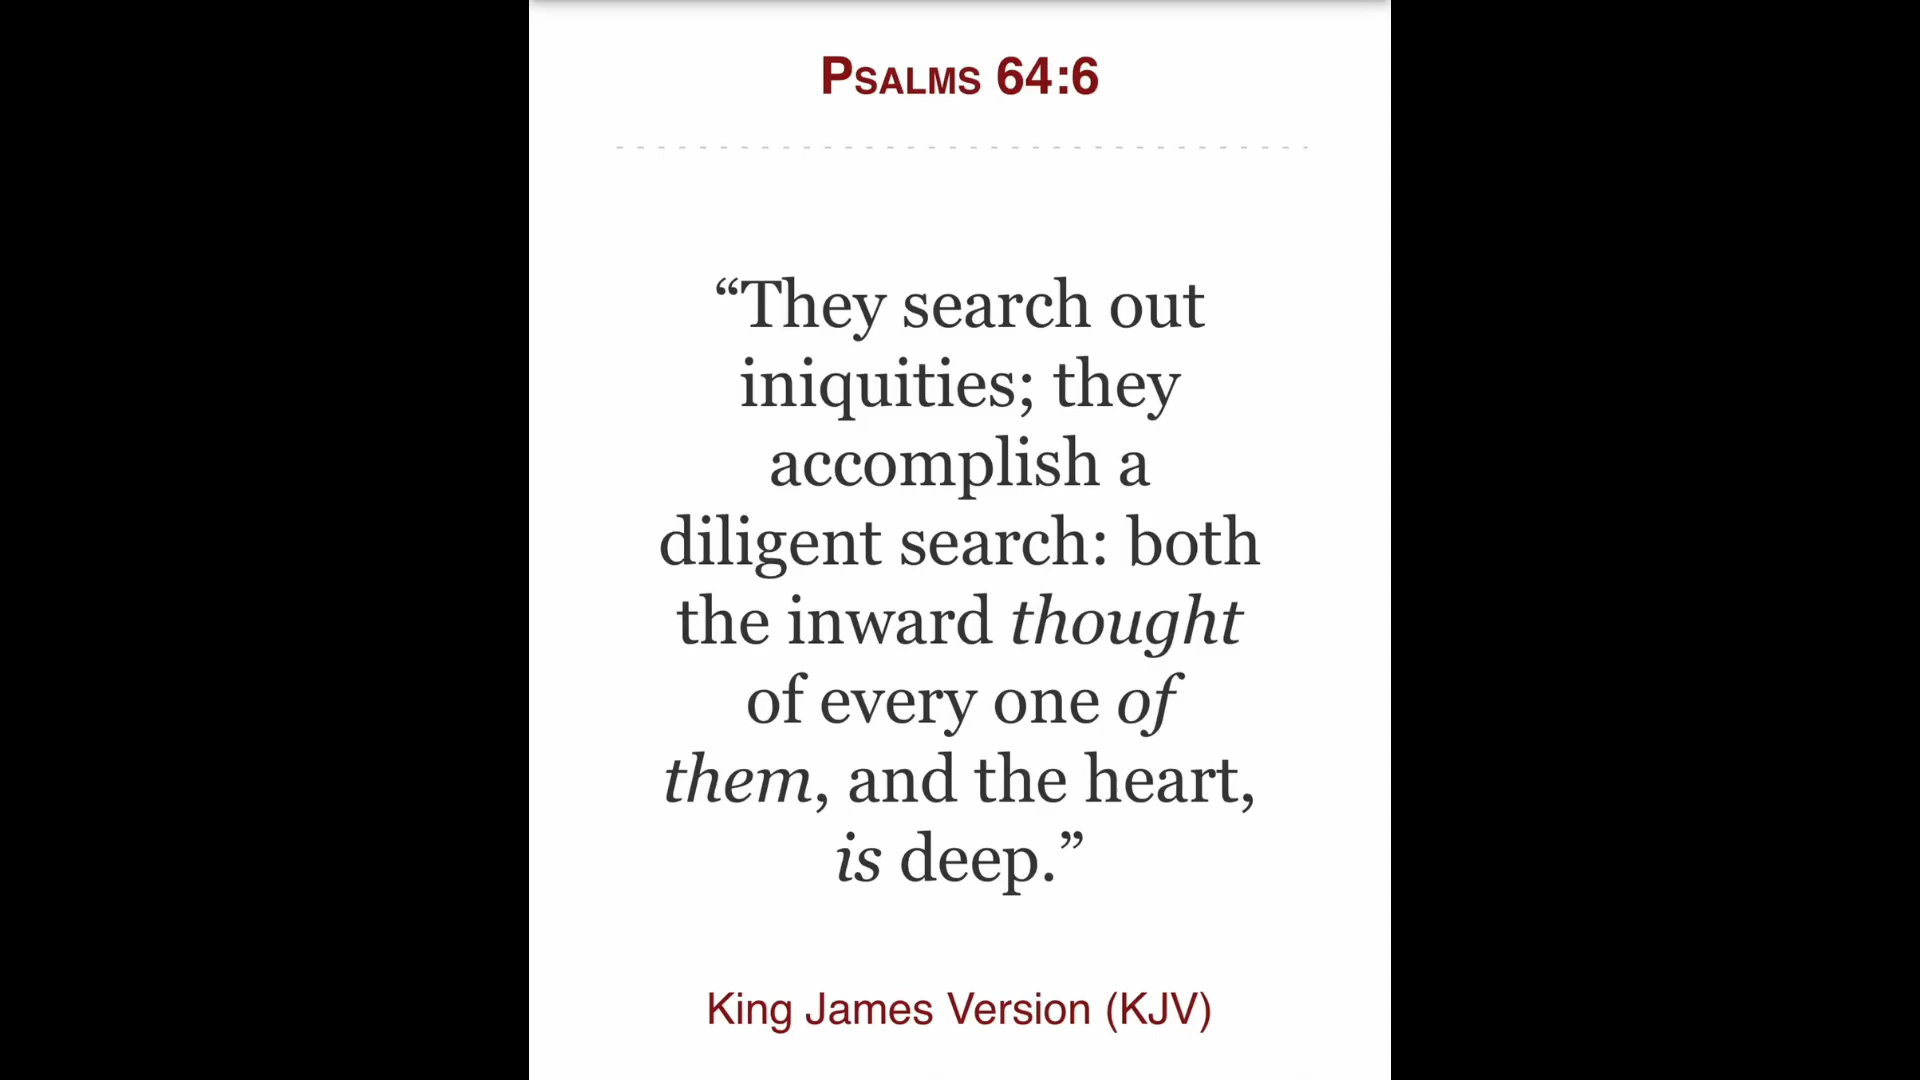 PSALMS 64:6
“They search out
iniquities; they
accomplish a
diligent search: both
the inward thought
of every one of
them, and the heart,
is deep.”
King James Version (KJV)